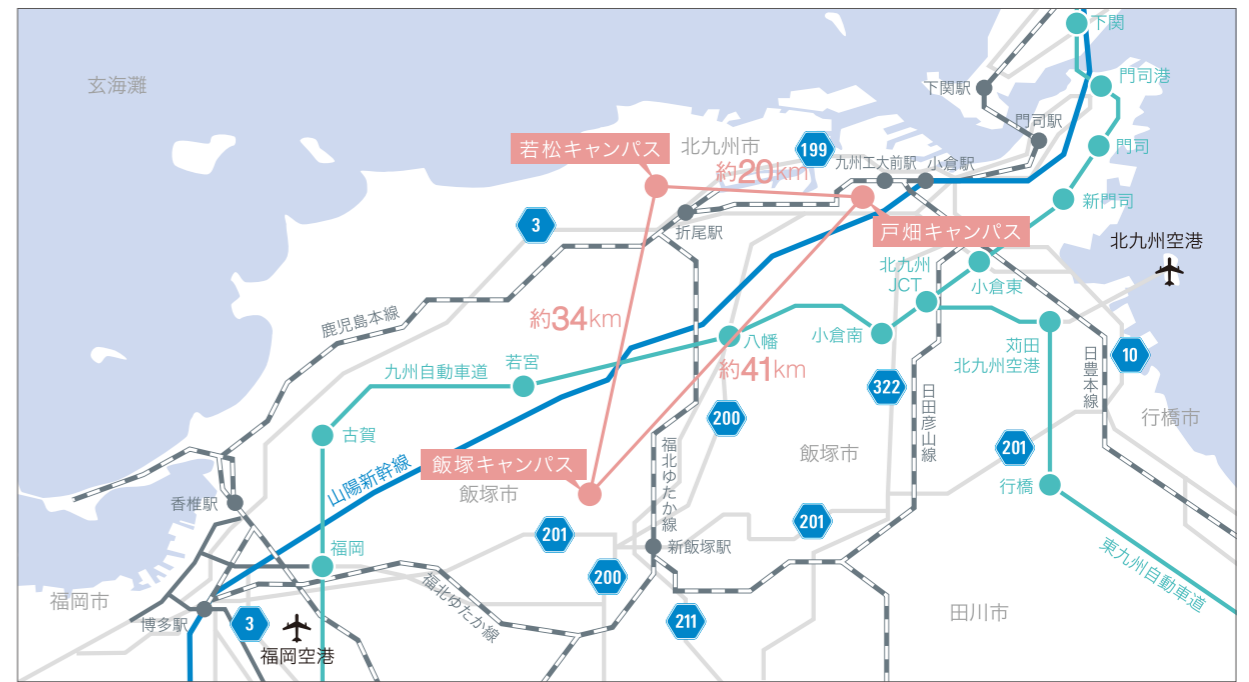 下関
玄海灘
門司港
下関駅
門司駅
若松キャンパス
北九州市
199
門司
約20km
九州工大前駅
小倉駅
新門司
3
折尾駅
戸畑キャンパス
北九州空港
北九州
JCT
小倉東
鹿児島本線
約34km
八幡
小倉南
苅田
北九州空港
10
九州自動車道
若宮
約41km
322
日豊本線
200
日田彦山線
行橋市
古賀
山陽新幹線
飯塚キャンパス
飯塚市
福北ゆたか線
飯塚市
201
行橋
香椎駅
201
201
福岡
新飯塚駅
東九州自動車道
200
福北ゆたか線
福岡市
博多駅
3
211
田川市
福岡空港